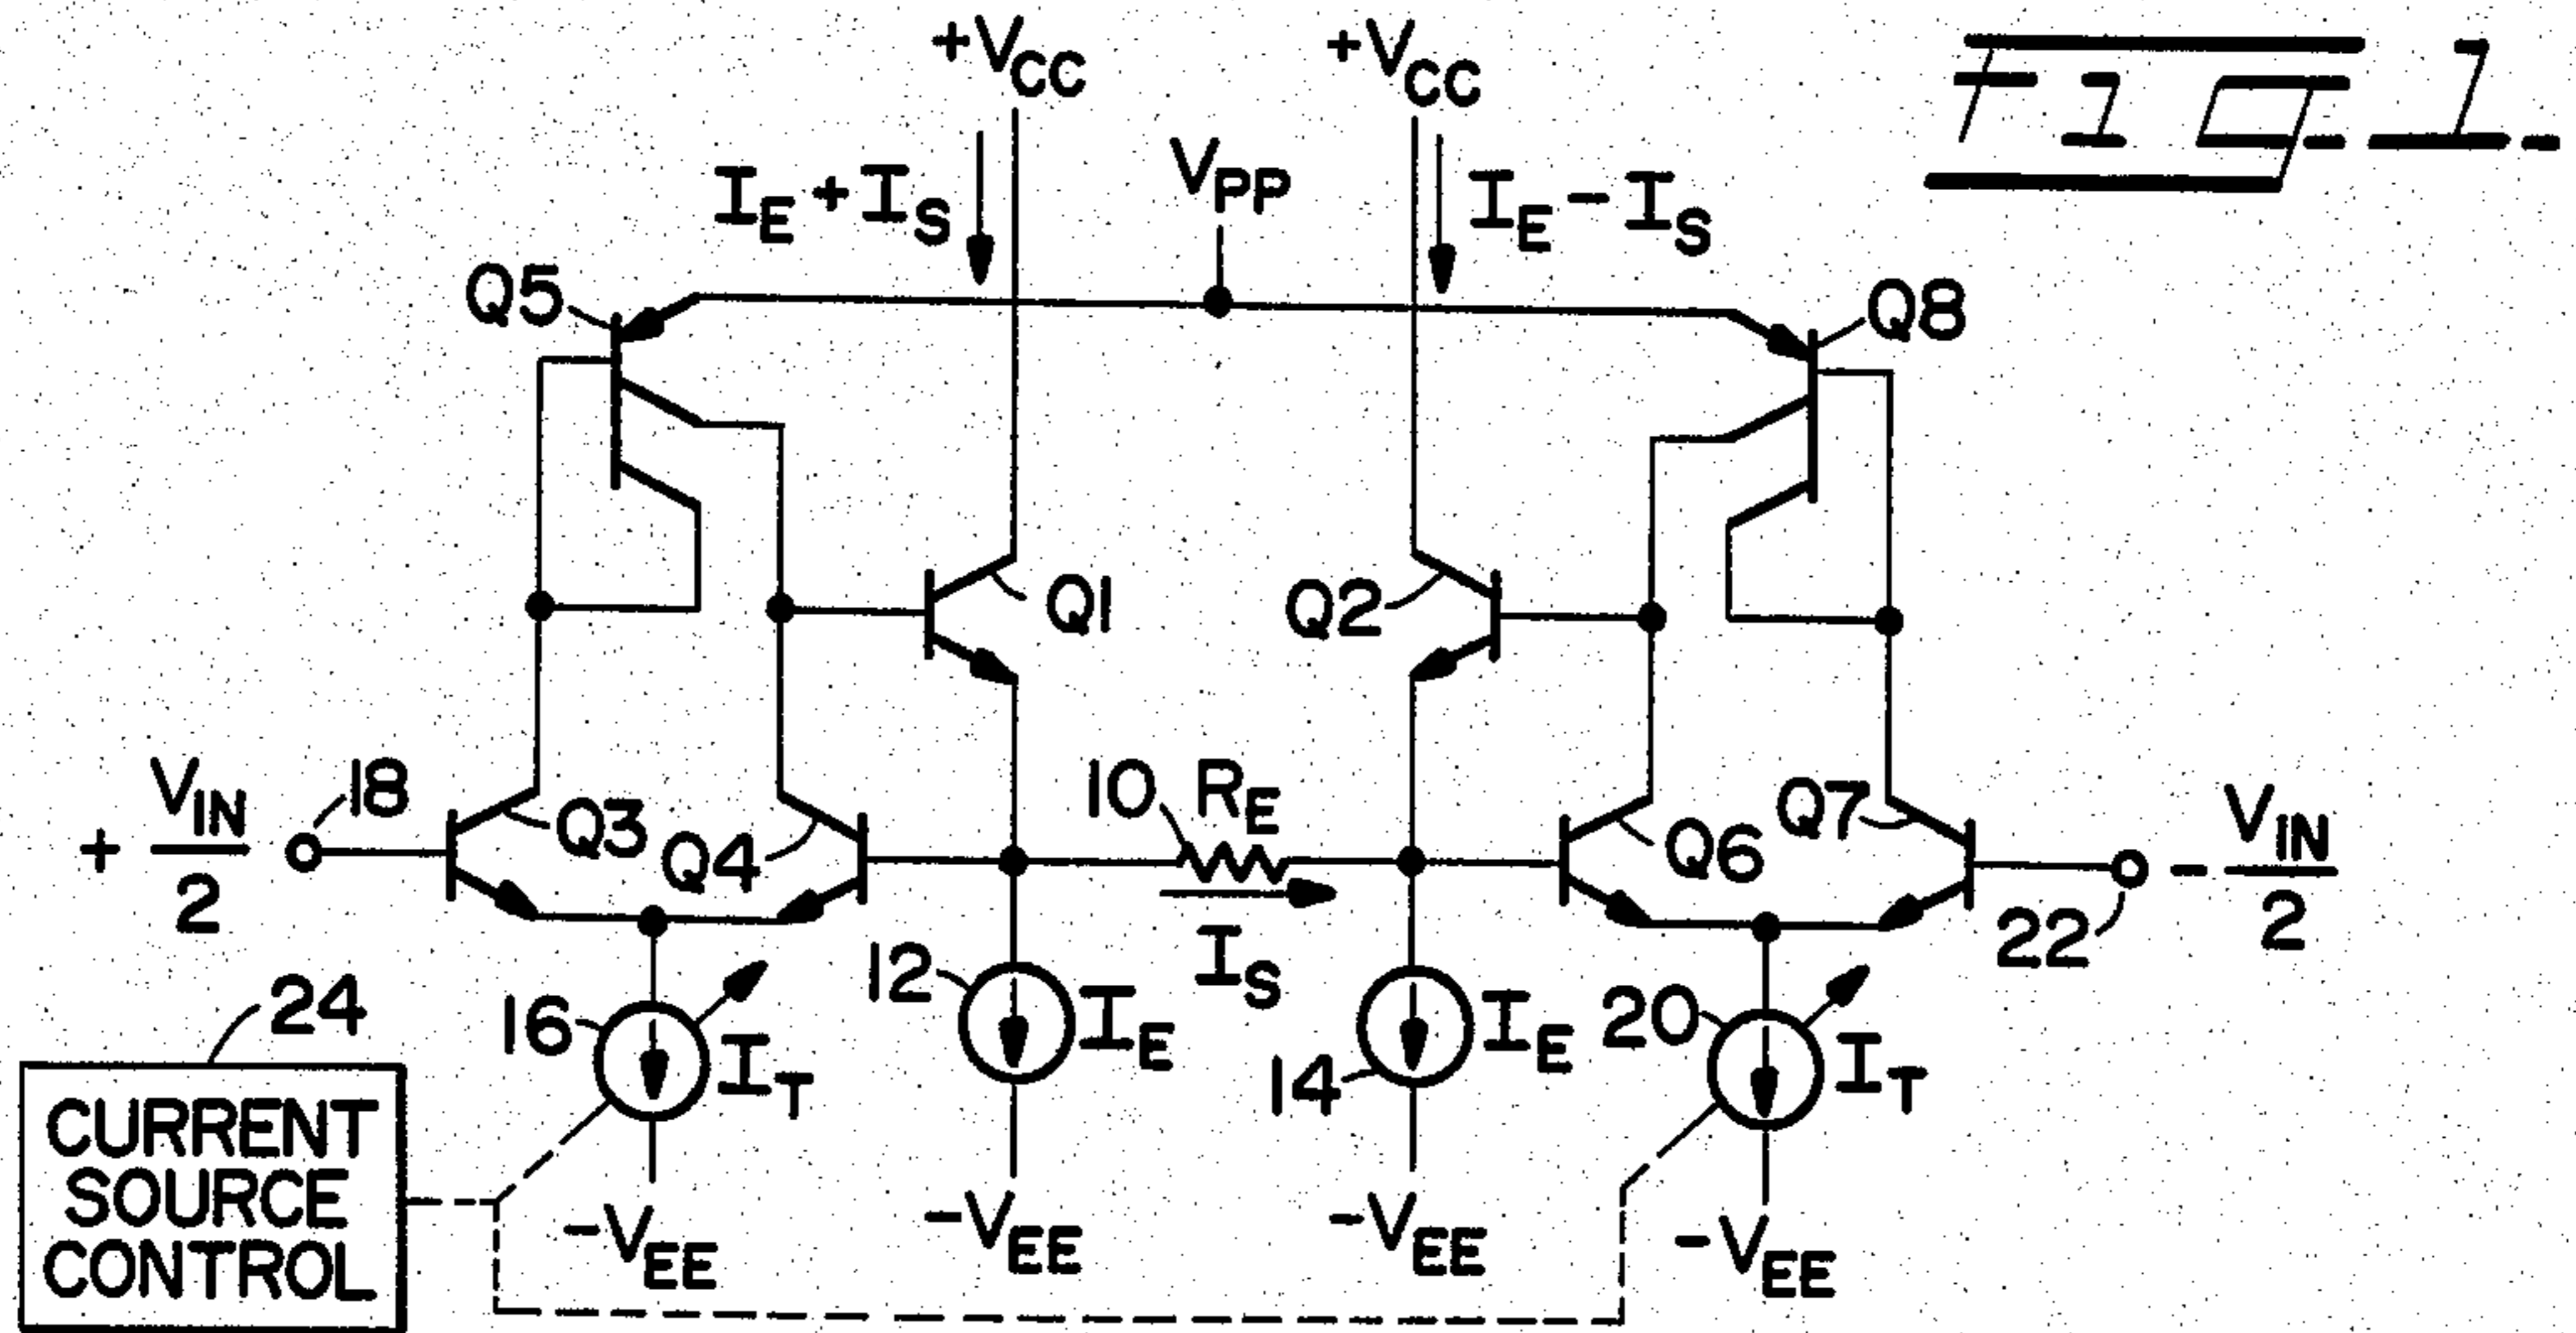 +VCC
+VCC
Fig-1-
VPP
IE+IS
IE-IS
Q5
Q8
Q1
Q2
+ VIN/2
18
Q3
Q4
10
RE
Q6
Q7
- VIN/2
22
IS
24
16
IT
12
IE
14
IE
20
IT
CURRENT
SOURCE
CONTROL
-VEE
-VEE
-VEE
-VEE